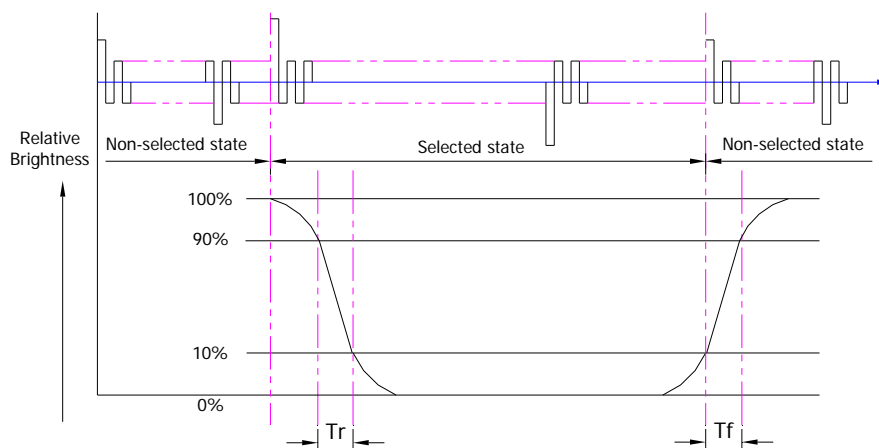 Relative
Brightness
Non-selected state
Selected state
Non-selected state
100%
90%
10%
0%
Tr
Tf